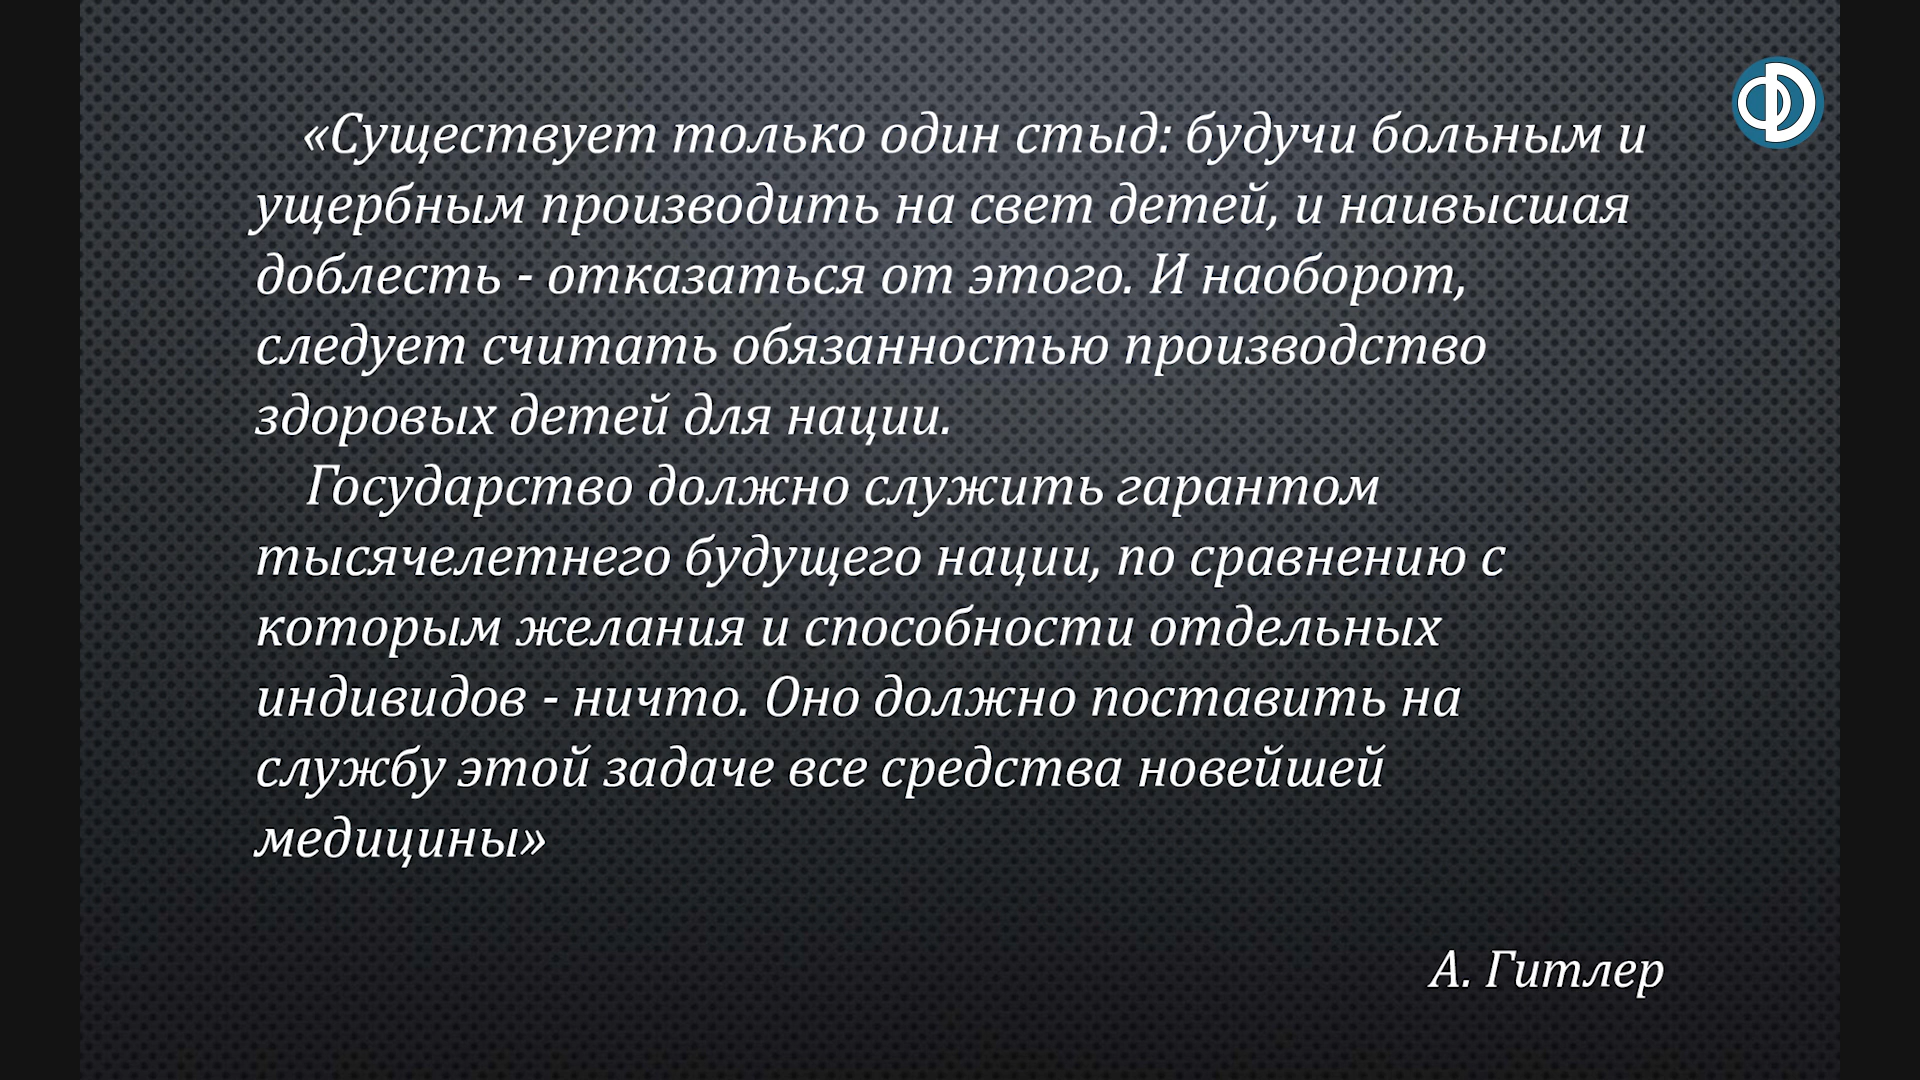 «Существует только один стыд: будучи больным и
ущербным производить на свет детей, и наивысшая
доблесть - отказаться от этого. И наоборот,
следует считать обязанностью производство
здоровых детей для нации.
Государство должно служить гарантом
тысячелетнего будущего нации, по сравнению с
которым желания и способности отдельных
индивидов - ничто. Оно должно поставить на
службу этой задаче все средства новейшей
медицины»
А. Гитлер